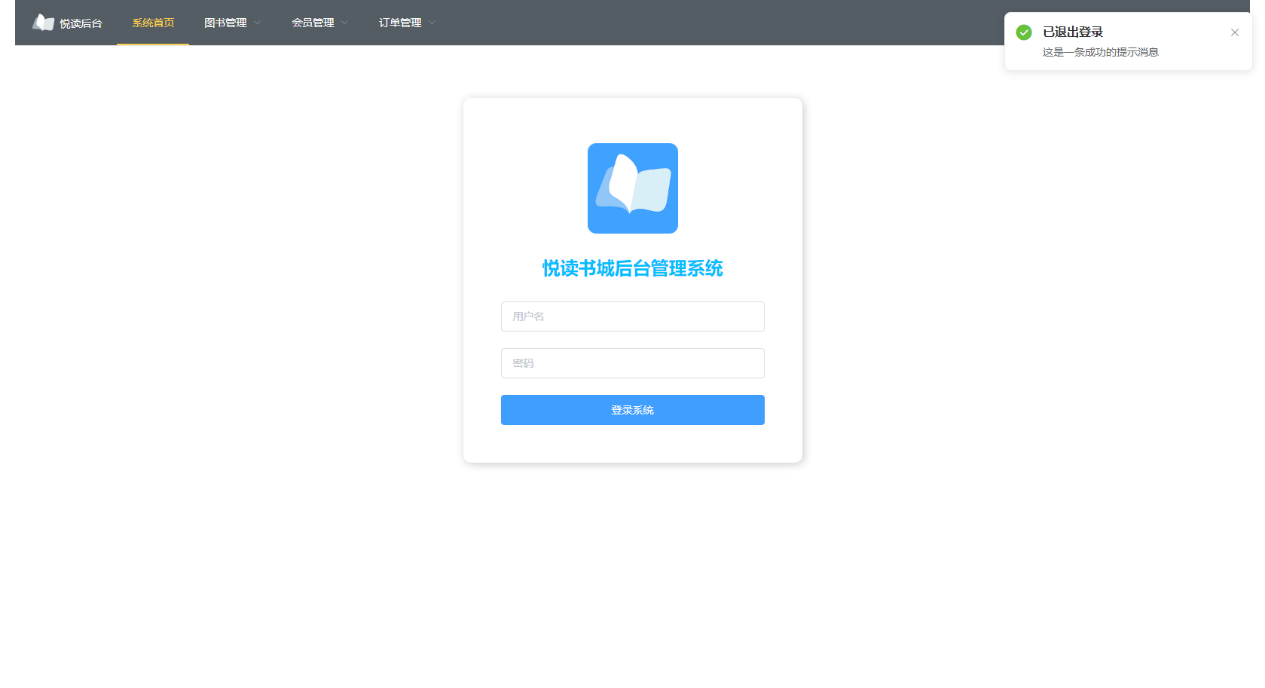 悦读后台 系统首页 图书管理 会员管理 订单管理
已退出登录
这是一条成功的提示消息
悦读书城后台管理系统
用户名
密码
登录系统